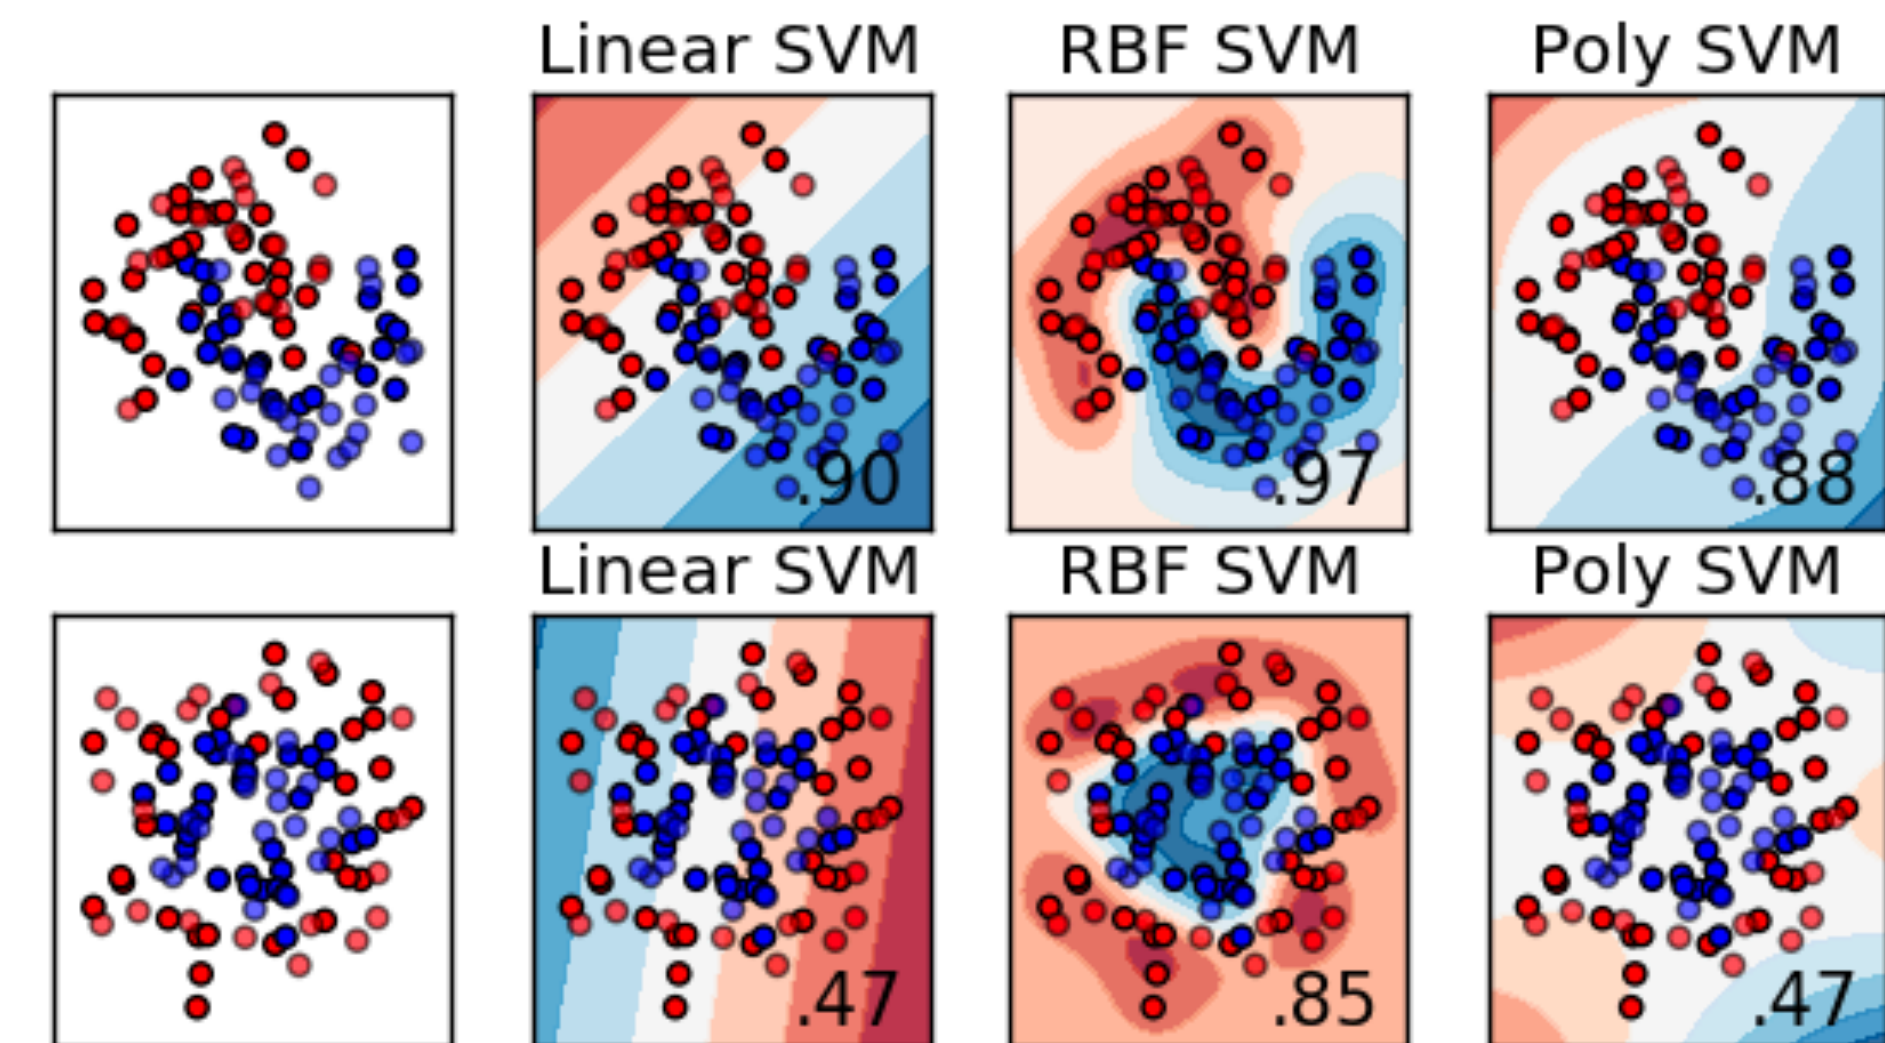 Linear SVM RBF SVM Poly SVM
.90 .97 .88
Linear SVM RBF SVM Poly SVM
.47 .85 .47